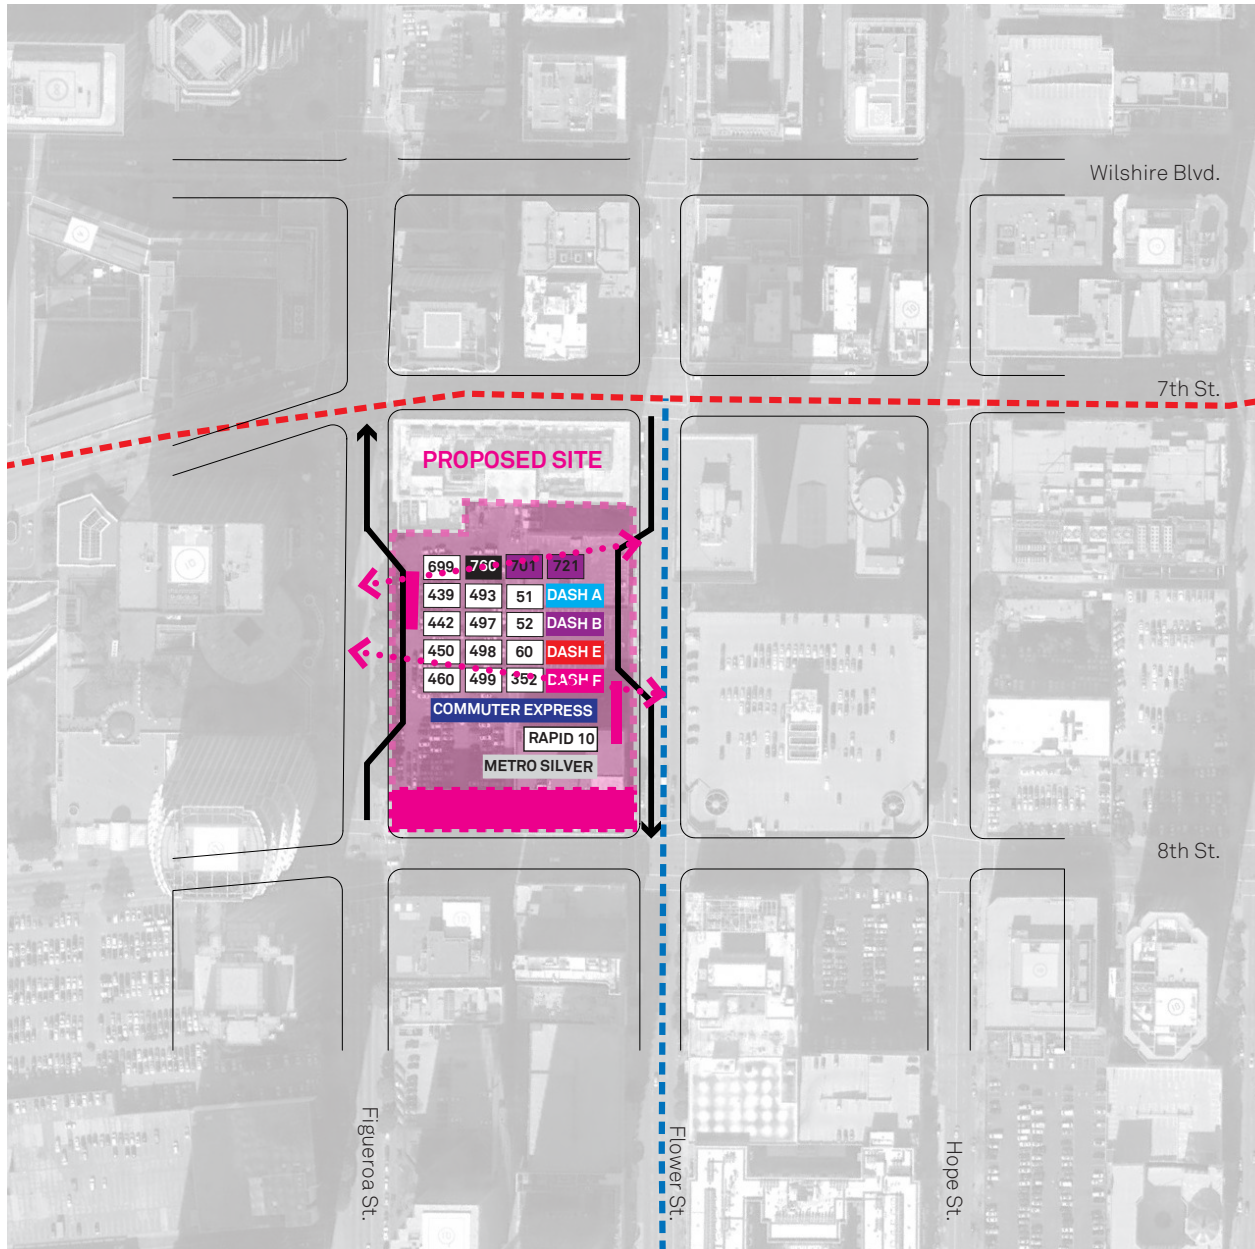 Wilshire Blvd.
7th St.
PROPOSED SITE
699 760 701 721
439 493 51 DASH A
442 497 52 DASH B
450 498 60 DASH E
460 499 352 DASH F
COMMUTER EXPRESS
RAPID 10
METRO SILVER
8th St.
Figueroa St.
Flower St.
Hope St.